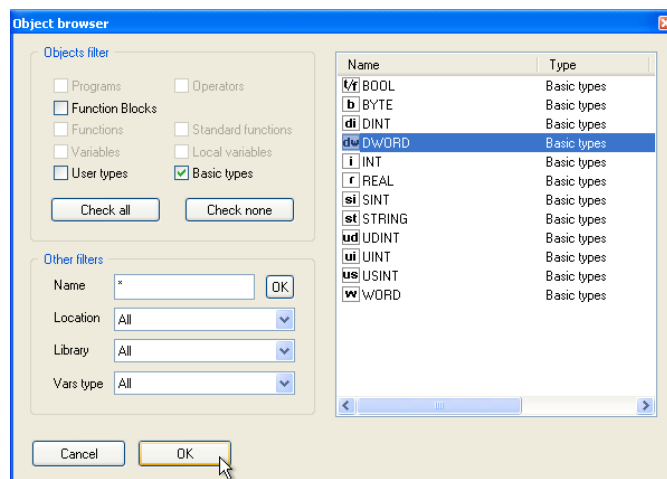 Object browser
Objects filter
Programs
Operators
Function Blocks
Functions
Standard functions
Variables
Local variables
User types
Basic types
Check all
Check none
Other filters
Name
*
OK
Location
All
Library
All
Vars type
All
Name Type
t/f BOOL Basic types
b BYTE Basic types
di DINT Basic types
dw DWORD Basic types
i INT Basic types
r REAL Basic types
si SINT Basic types
st STRING Basic types
ud UDINT Basic types
ui UINT Basic types
us USINT Basic types
w WORD Basic types
Cancel
OK